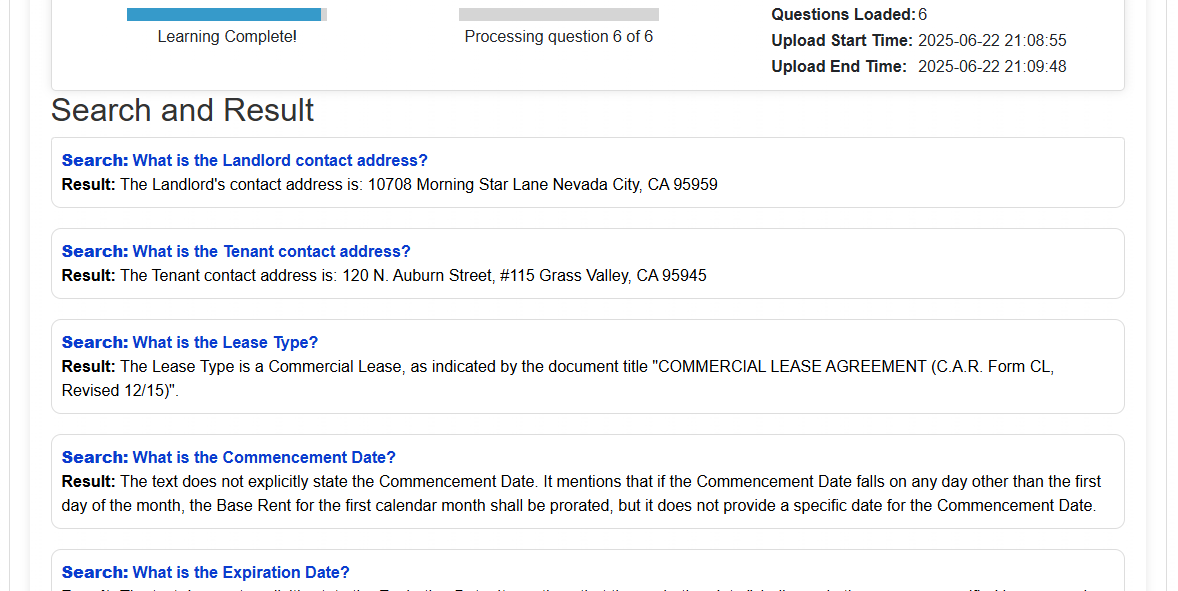 Learning Complete!
Processing question 6 of 6
Questions Loaded: 6
Upload Start Time: 2025-06-22 21:08:55
Upload End Time: 2025-06-22 21:09:48
Search and Result
Search: What is the Landlord contact address?
Result: The Landlord's contact address is: 10708 Morning Star Lane Nevada City, CA 95959
Search: What is the Tenant contact address?
Result: The Tenant contact address is: 120 N. Auburn Street, #115 Grass Valley, CA 95945
Search: What is the Lease Type?
Result: The Lease Type is a Commercial Lease, as indicated by the document title "COMMERCIAL LEASE AGREEMENT (C.A.R. Form CL,
Revised 12/15)".
Search: What is the Commencement Date?
Result: The text does not explicitly state the Commencement Date. It mentions that if the Commencement Date falls on any day other than the first
day of the month, the Base Rent for the first calendar month shall be prorated, but it does not provide a specific date for the Commencement Date.
Search: What is the Expiration Date?